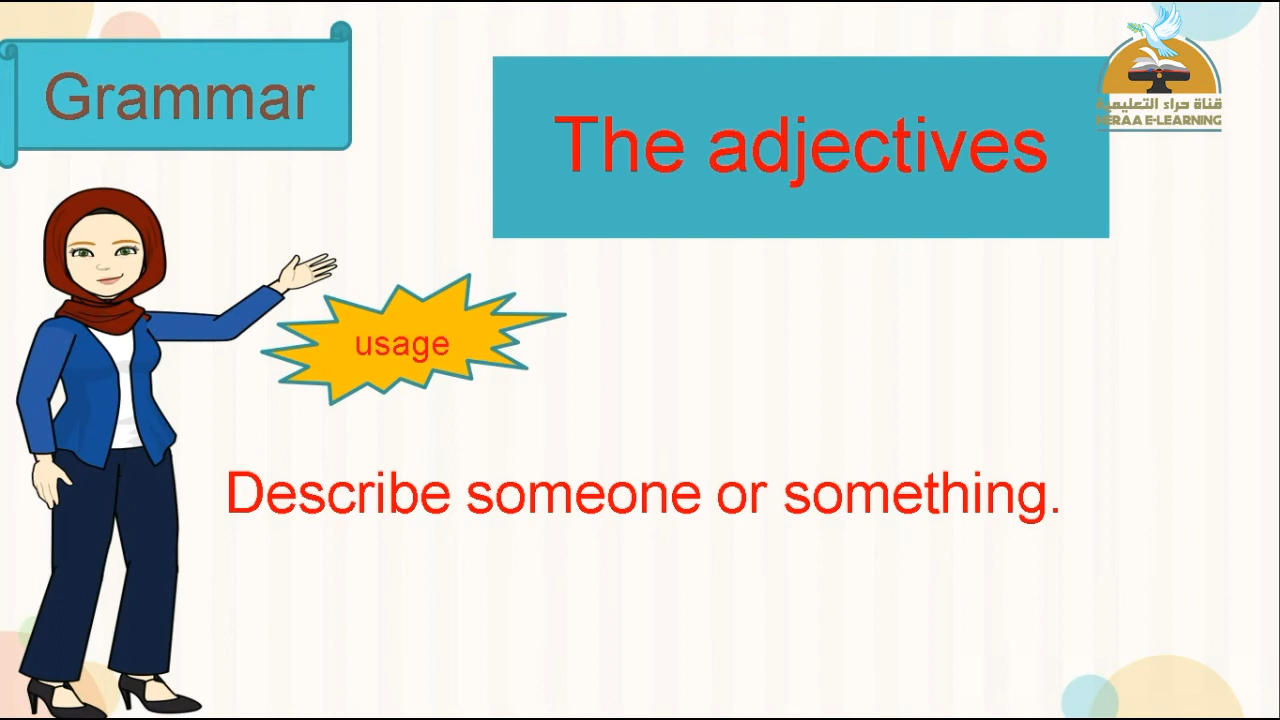 Grammar
The adjectives
قناة حراء التعليمية
HERAA E-LEARNING
usage
Describe someone or something.